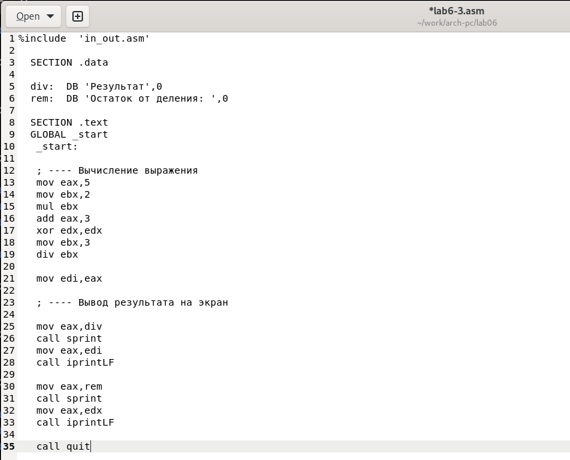 Open
*lab6-3.asm
~/work/arch-pc/lab06
1 %include 'in_out.asm'
2
3 SECTION .data
4
5 div: DB 'Результат',0
6 rem: DB 'Остаток от деления: ',0
7
8 SECTION .text
9 GLOBAL _start
10 _start:
11
12 ; ---- Вычисление выражения
13 mov eax,5
14 mov ebx,2
15 mul ebx
16 add eax,3
17 xor edx,edx
18 mov ebx,3
19 div ebx
20
21 mov edi,eax
22
23 ; ---- Вывод результата на экран
24
25 mov eax,div
26 call sprint
27 mov eax,edi
28 call iprintLF
29
30 mov eax,rem
31 call sprint
32 mov eax,edx
33 call iprintLF
34
35 call quit